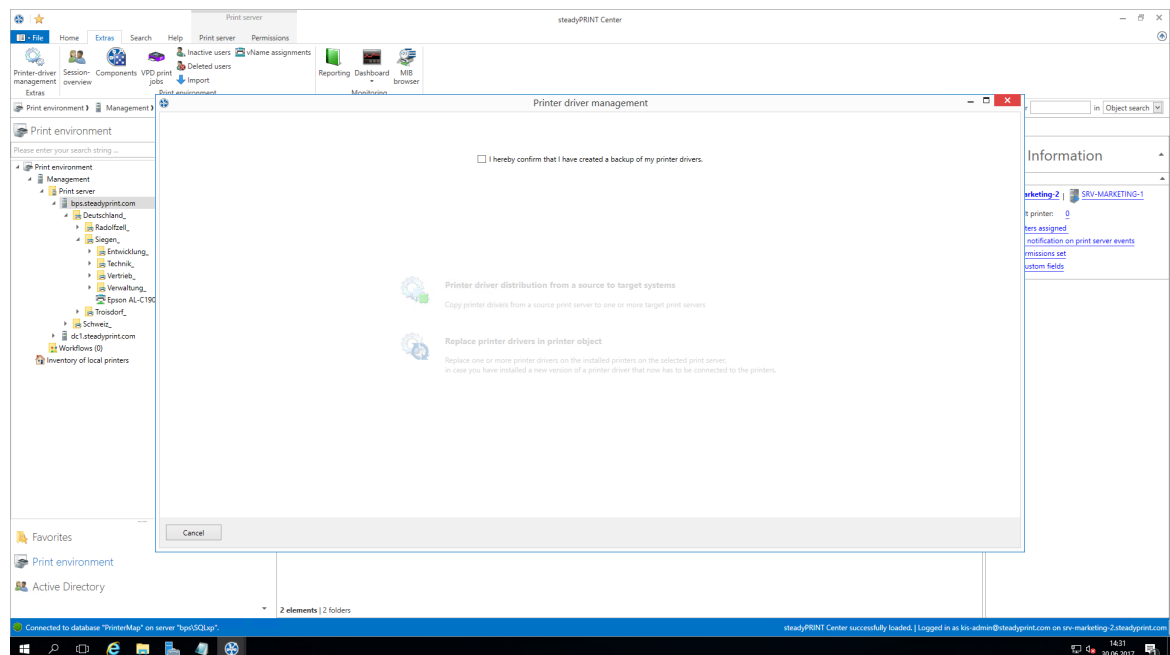 Print server
steadyPRINT Center
File Home Extras Search Help Print server Permissions
Printer-driver management
Session-overview
Components
VPD print jobs
Inactive users
Deleted users
Import
vName assignments
Reporting
Dashboard
MIB browser
Extras
Print environment
Monitoring
Print environment
Management
in Object search
Printer driver management
Print environment
Please enter your search string ...
Print environment
Management
Print server
bps.steadyprint.com
Deutschland_
Radolfzell_
Siegen_
Entwicklung_
Technik_
Vertrieb_
Verwaltung_
Epson AL-C190
Troisdorf_
Schweiz_
dc1.steadyprint.com
Workflows (0)
Inventory of local printers
I hereby confirm that I have created a backup of my printer drivers.
Printer driver distribution from a source to target systems
Copy printer drivers from a source print server to one or more target print servers
Replace printer drivers in printer object
Replace one or more printer drivers on the installed printers on the selected print server,
in case you have installed a new version of a printer driver that now has to be connected to the printers.
Cancel
Information
arketing-2 | SRV-MARKETING-1
t printer: 0
ters assigned
notification on print server events
rmissions set
ustom fields
Favorites
Print environment
Active Directory
2 elements | 2 folders
Connected to database "PrinterMap" on server "bps\SQLxp".
steadyPRINT Center successfully loaded. | Logged in as kis-admin@steadyprint.com on srv-marketing-2.steadyprint.com
14:31
30.06.2017